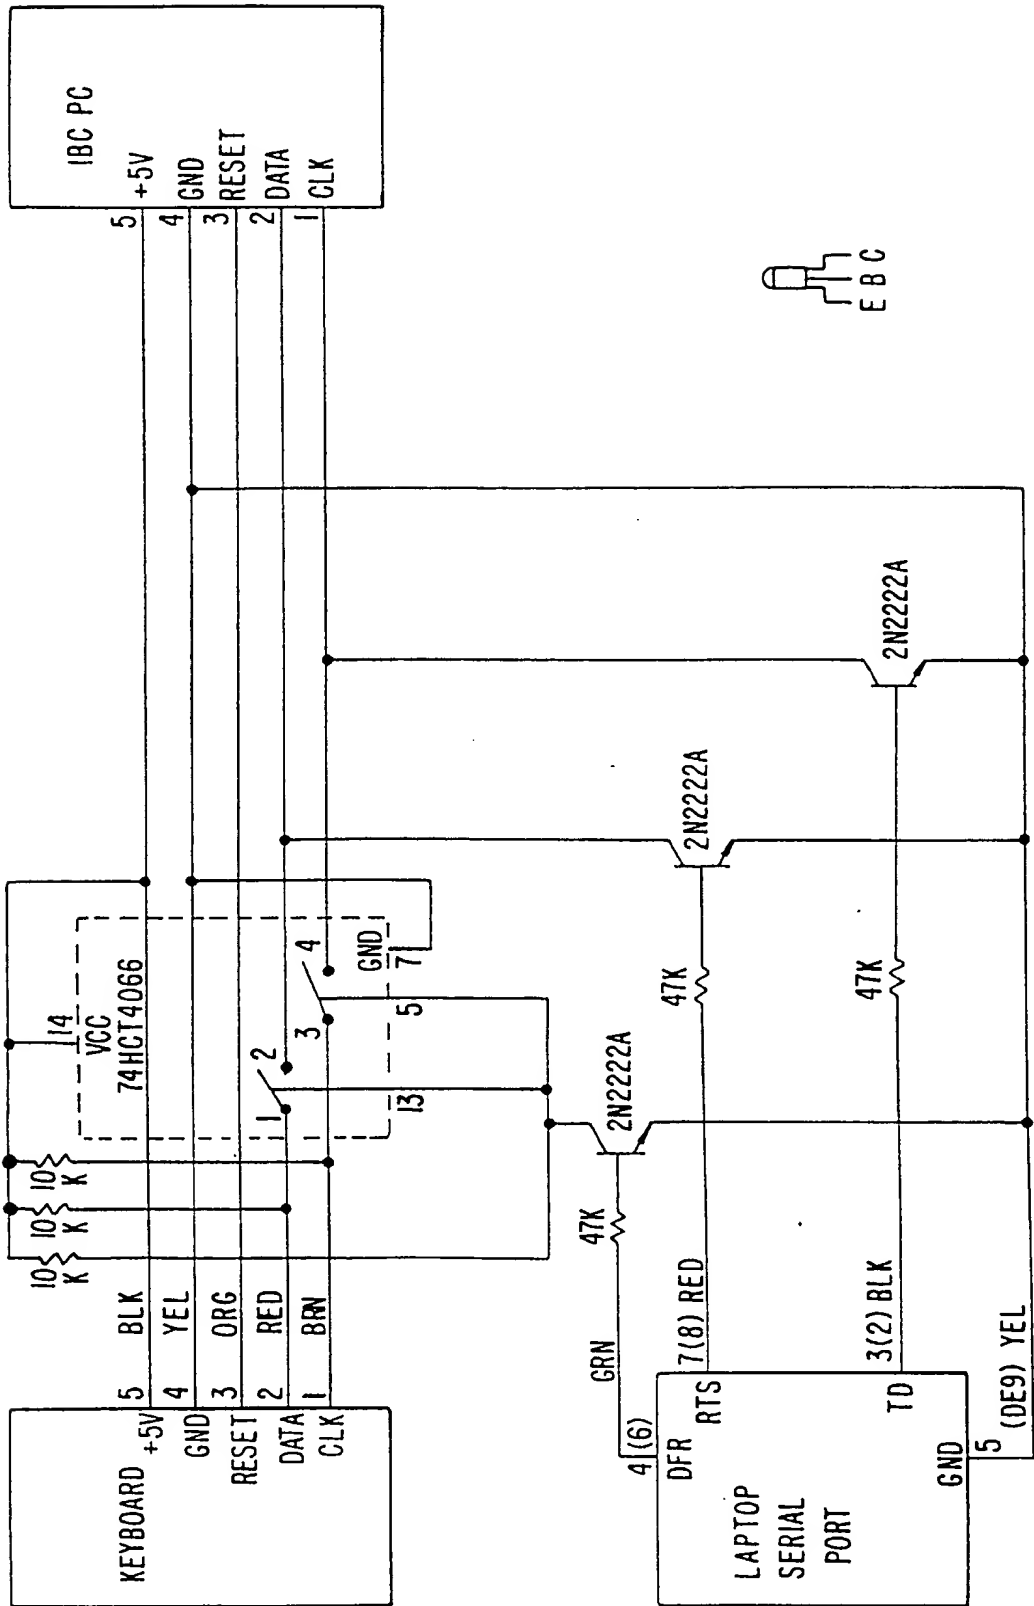 KEYBOARD
+5V
GND
RESET
DATA
CLK
5
4
3
2
1
BLK
YEL
ORG
RED
BRN
10
K
10
K
10
K
14
VCC
74HCT4066
1
2
3
4
GND
7
13
5
IBC PC
+5V
GND
RESET
DATA
CLK
5
4
3
2
1
LAPTOP
SERIAL
PORT
DFR
RTS
TD
GND
4 (6)
GRN
7(8) RED
3(2) BLK
5
(DE9) YEL
47K
2N2222A
47K
2N2222A
47K
2N2222A
E B C